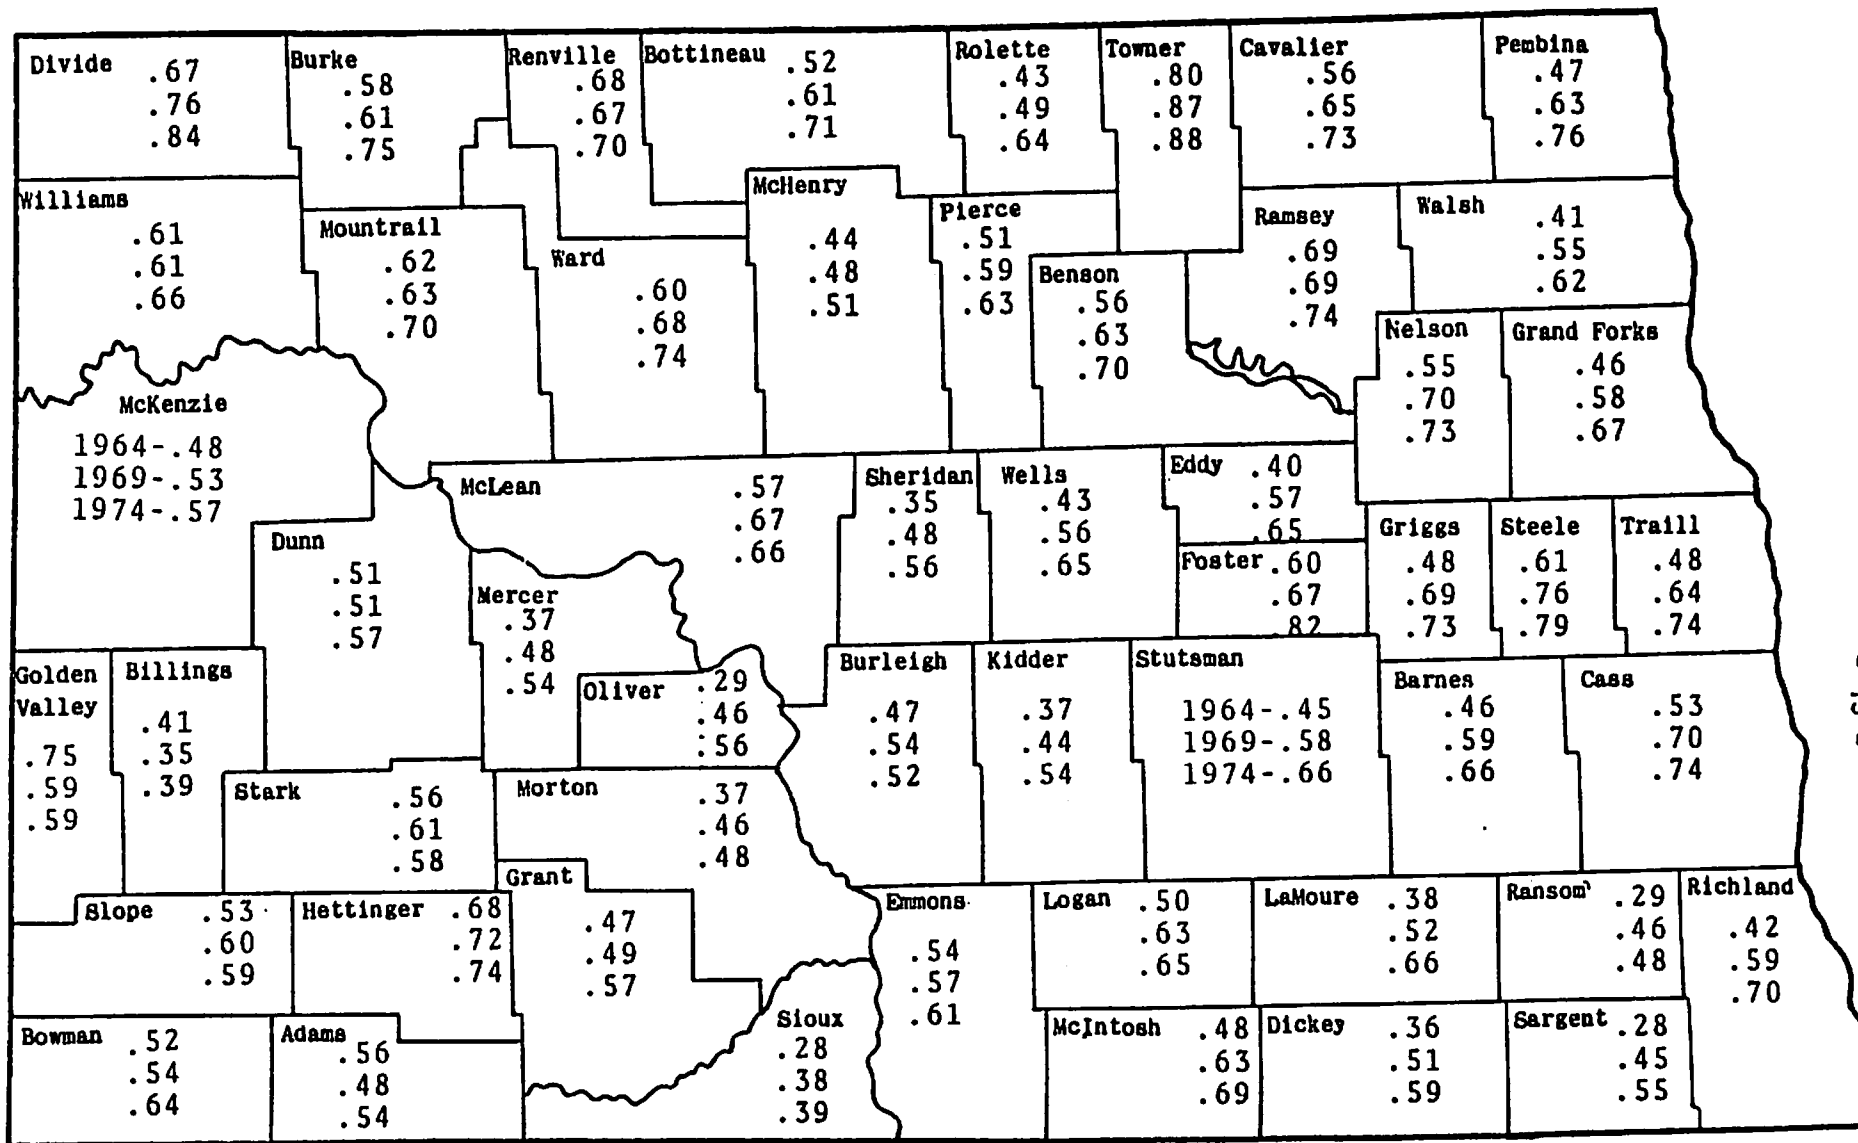 Divide
.67
.76
.84
Burke
.58
.61
.75
Renville
.68
.67
.70
Bottineau
.52
.61
.71
Rolette
.43
.49
.64
Towner
.80
.87
.88
Cavalier
.56
.65
.73
Pembina
.47
.63
.76
Williams
.61
.61
.66
Mountrail
.62
.63
.70
Ward
.60
.68
.74
McHenry
.44
.48
.51
Pierce
.51
.59
.63
Benson
.56
.63
.70
Ramsey
.69
.69
.74
Walsh
.41
.55
.62
Nelson
.55
.70
.73
Grand Forks
.46
.58
.67
McKenzie
1964-.48
1969-.53
1974-.57
Dunn
.51
.51
.57
McLean
.57
.67
.66
Mercer
.37
.48
.54
Oliver
.29
.46
.56
Sheridan
.35
.48
.56
Wells
.43
.56
.65
Eddy
.40
.57
.65
Foster
.60
.67
.82
Griggs
.48
.69
.73
Steele
.61
.76
.79
Traill
.48
.64
.74
Golden
Valley
.75
.59
.59
Billings
.41
.35
.39
Stark
.56
.61
.58
Morton
.37
.46
.48
Burleigh
.47
.54
.52
Kidder
.37
.44
.54
Stutsman
1964-.45
1969-.58
1974-.66
Barnes
.46
.59
.66
Cass
.53
.70
.74
Slope
.53
.60
.59
Hettinger
.68
.72
.74
Grant
.47
.49
.57
Emmons
.54
.57
.61
Logan
.50
.63
.65
LaMoure
.38
.52
.66
Ransom
.29
.46
.48
Richland
.42
.59
.70
Bowman
.52
.54
.64
Adams
.56
.48
.54
Sioux
.28
.38
.39
McIntosh
.48
.63
.69
Dickey
.36
.51
.59
Sargent
.28
.45
.55